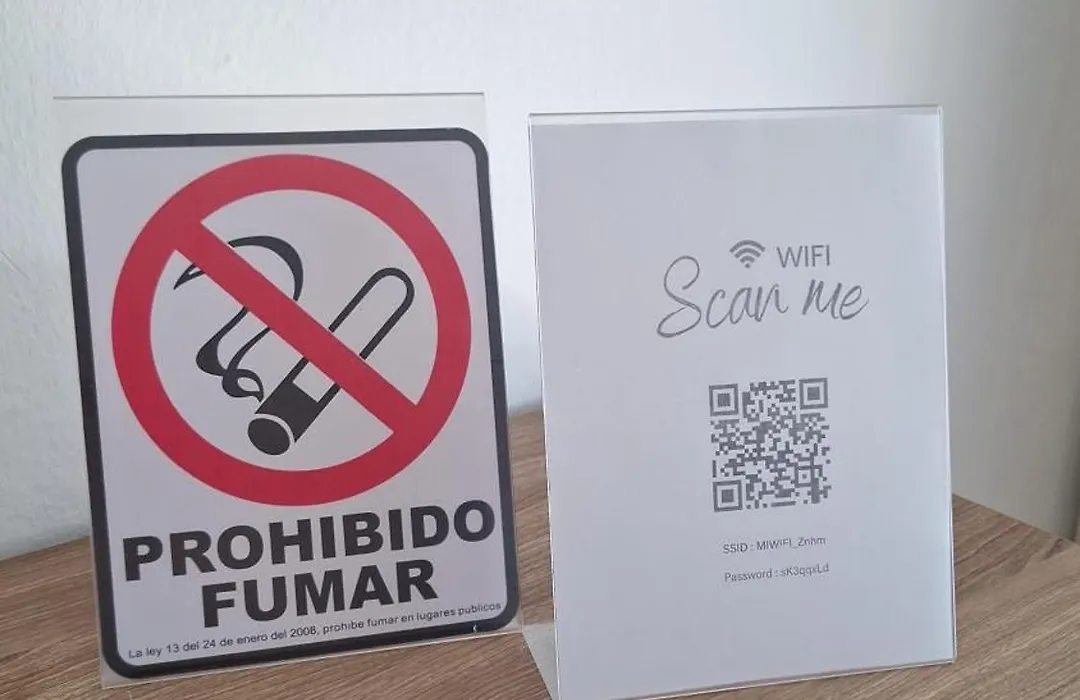 PROHIBIDO
FUMAR
La ley 13 del 24 de enero del 2008, prohibe fumar en lugares publicos
WIFI
Scan me
SSID : MIWIFI_Znhm
Password : sK3qqxLd